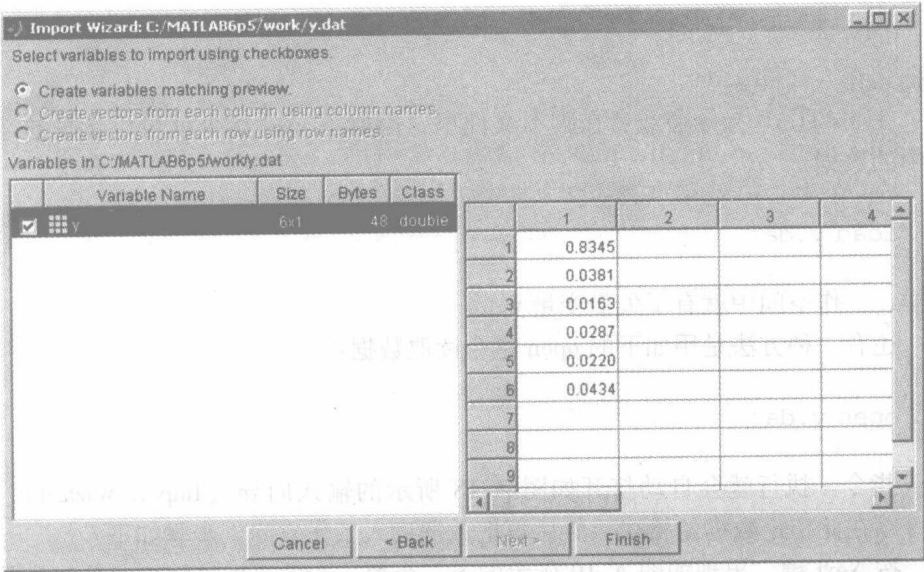 Import Wizard: C:/MATLAB6p5/work/y.dat
Select variables to import using checkboxes.
Create variables matching preview.
Create vectors from each column using column names.
Create vectors from each row using row names.
Variables in C:/MATLAB6p5/work/y.dat
Variable Name Size Bytes Class
y 6x1 48 double
1 2 3 4
1 0.8345
2 0.0381
3 0.0163
4 0.0287
5 0.0220
6 0.0434
7
8
9
Cancel < Back Next > Finish